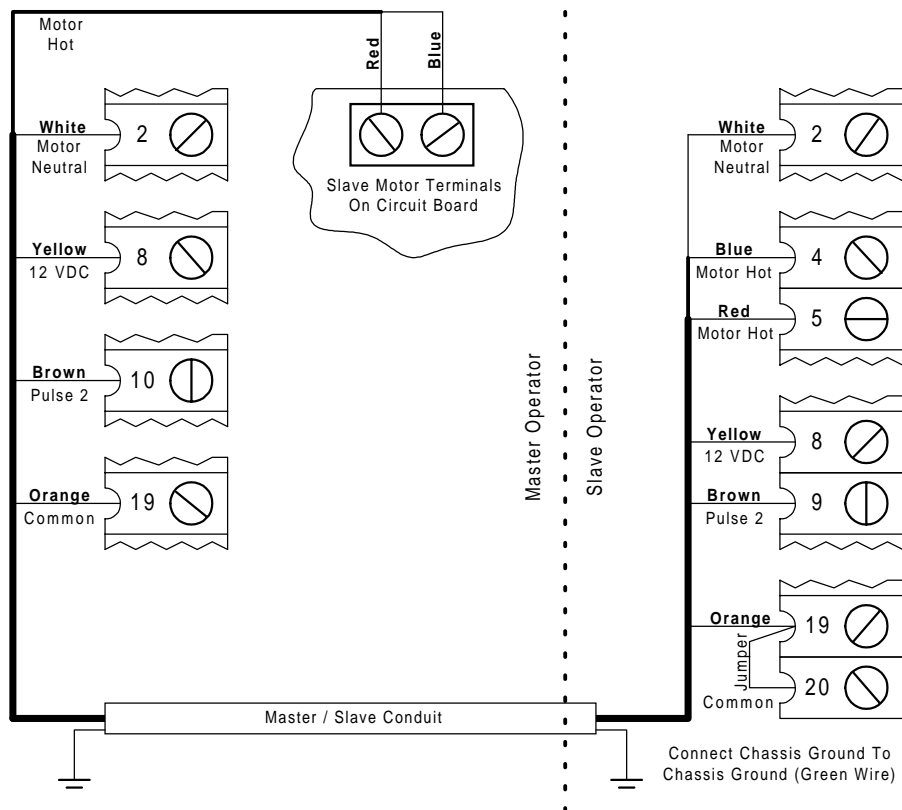 Motor
Hot
Red
Blue
White
Motor
Neutral
2
Yellow
12 VDC
8
Brown
Pulse 2
10
Orange
Common
19
Slave Motor Terminals
On Circuit Board
Master Operator
Slave Operator
White
Motor
Neutral
2
Blue
Motor Hot
4
Red
Motor Hot
5
Yellow
12 VDC
8
Brown
Pulse 2
9
Orange
19
Jumper
Common
20
Master / Slave Conduit
Connect Chassis Ground To
Chassis Ground (Green Wire)